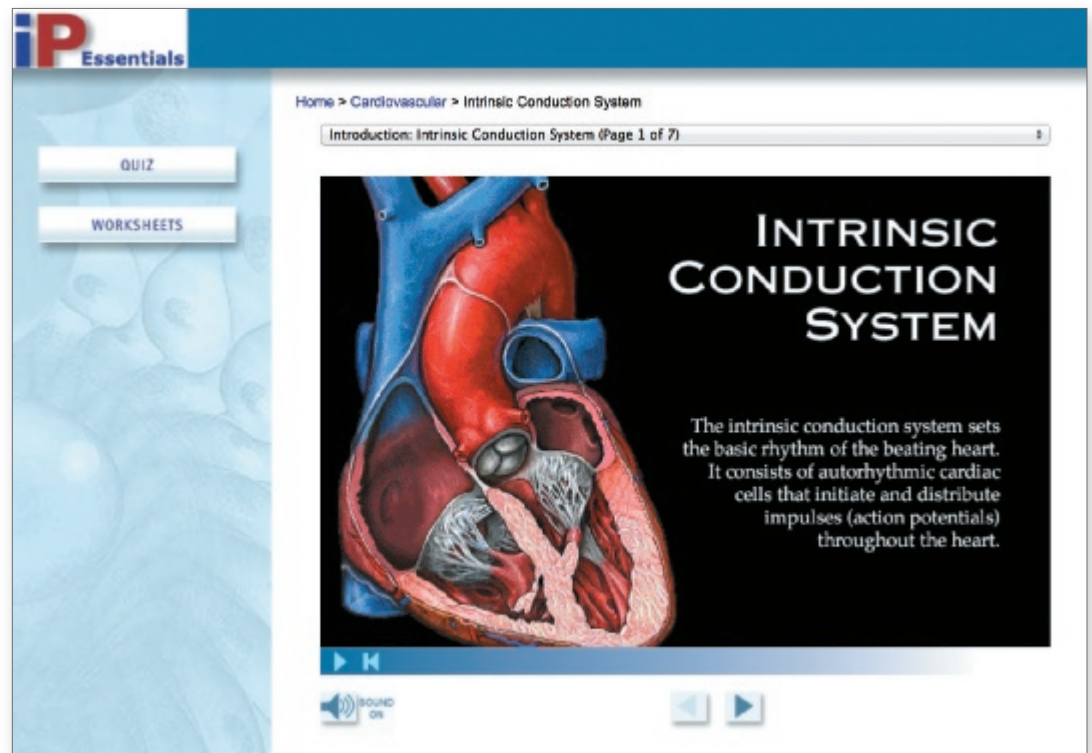 iP Essentials
Home > Cardiovascular > Intrinsic Conduction System
Introduction: Intrinsic Conduction System (Page 1 of 7)
QUIZ
WORKSHEETS
INTRINSIC
CONDUCTION
SYSTEM
The intrinsic conduction system sets
the basic rhythm of the beating heart.
It consists of autorhythmic cardiac
cells that initiate and distribute
impulses (action potentials)
throughout the heart.
SOUND
ON